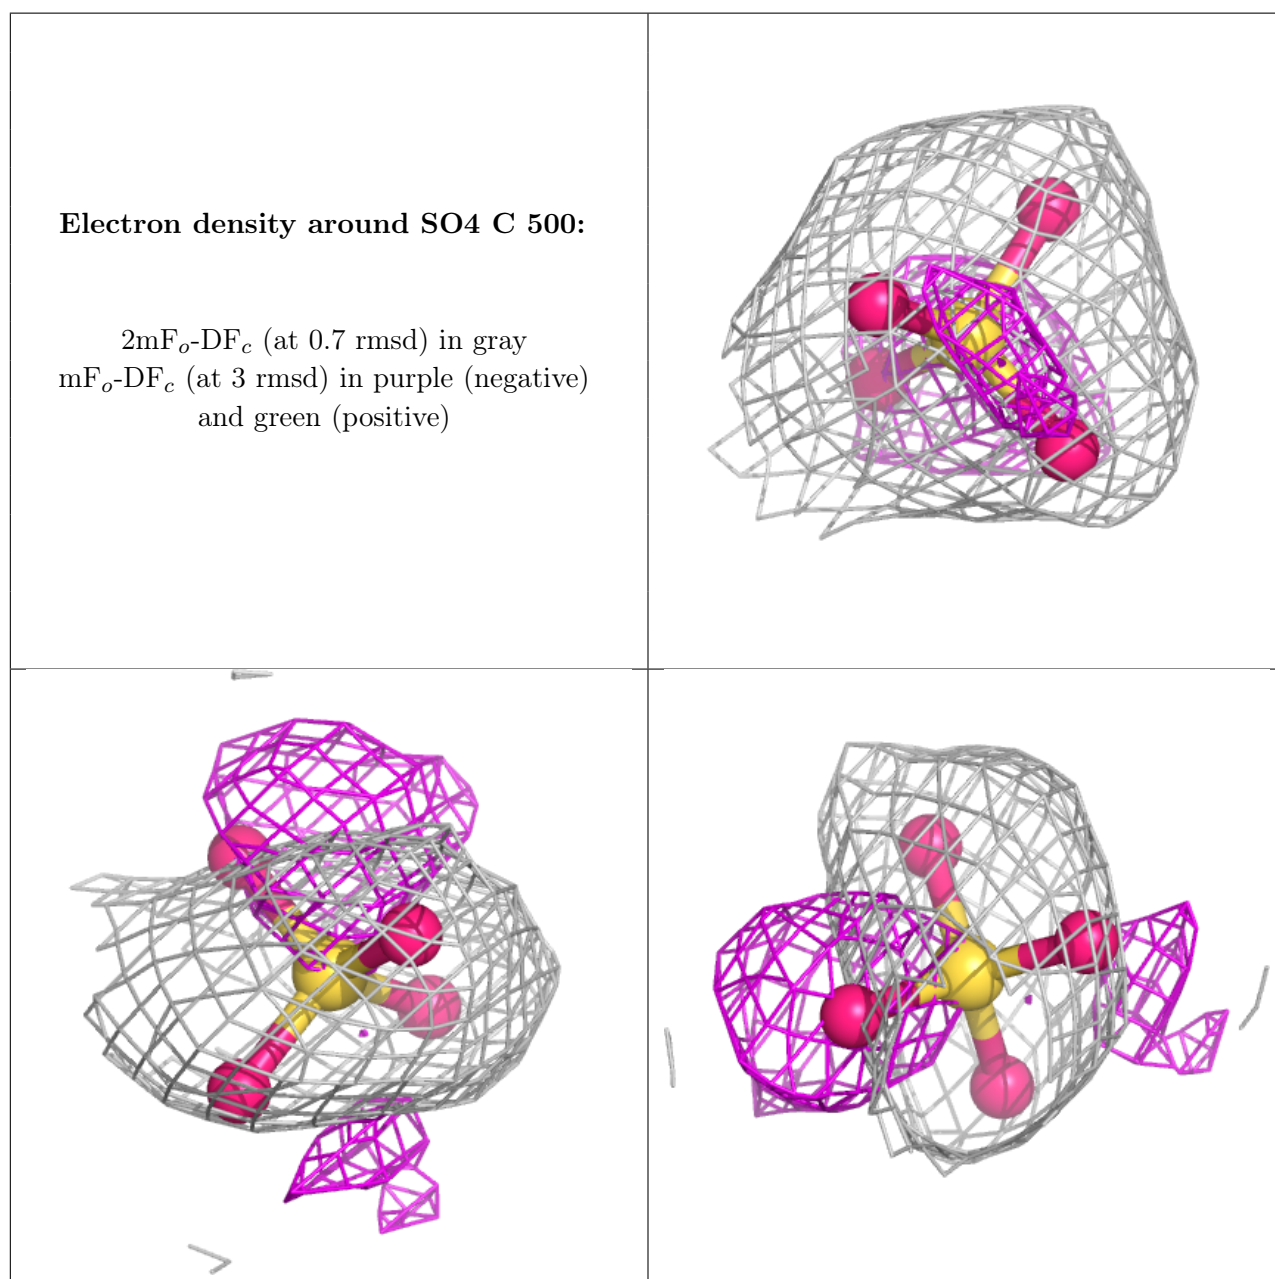 Electron density around SO4 C 500:
2mFₒ-DF𝒸 (at 0.7 rmsd) in gray
mFₒ-DF𝒸 (at 3 rmsd) in purple (negative)
and green (positive)